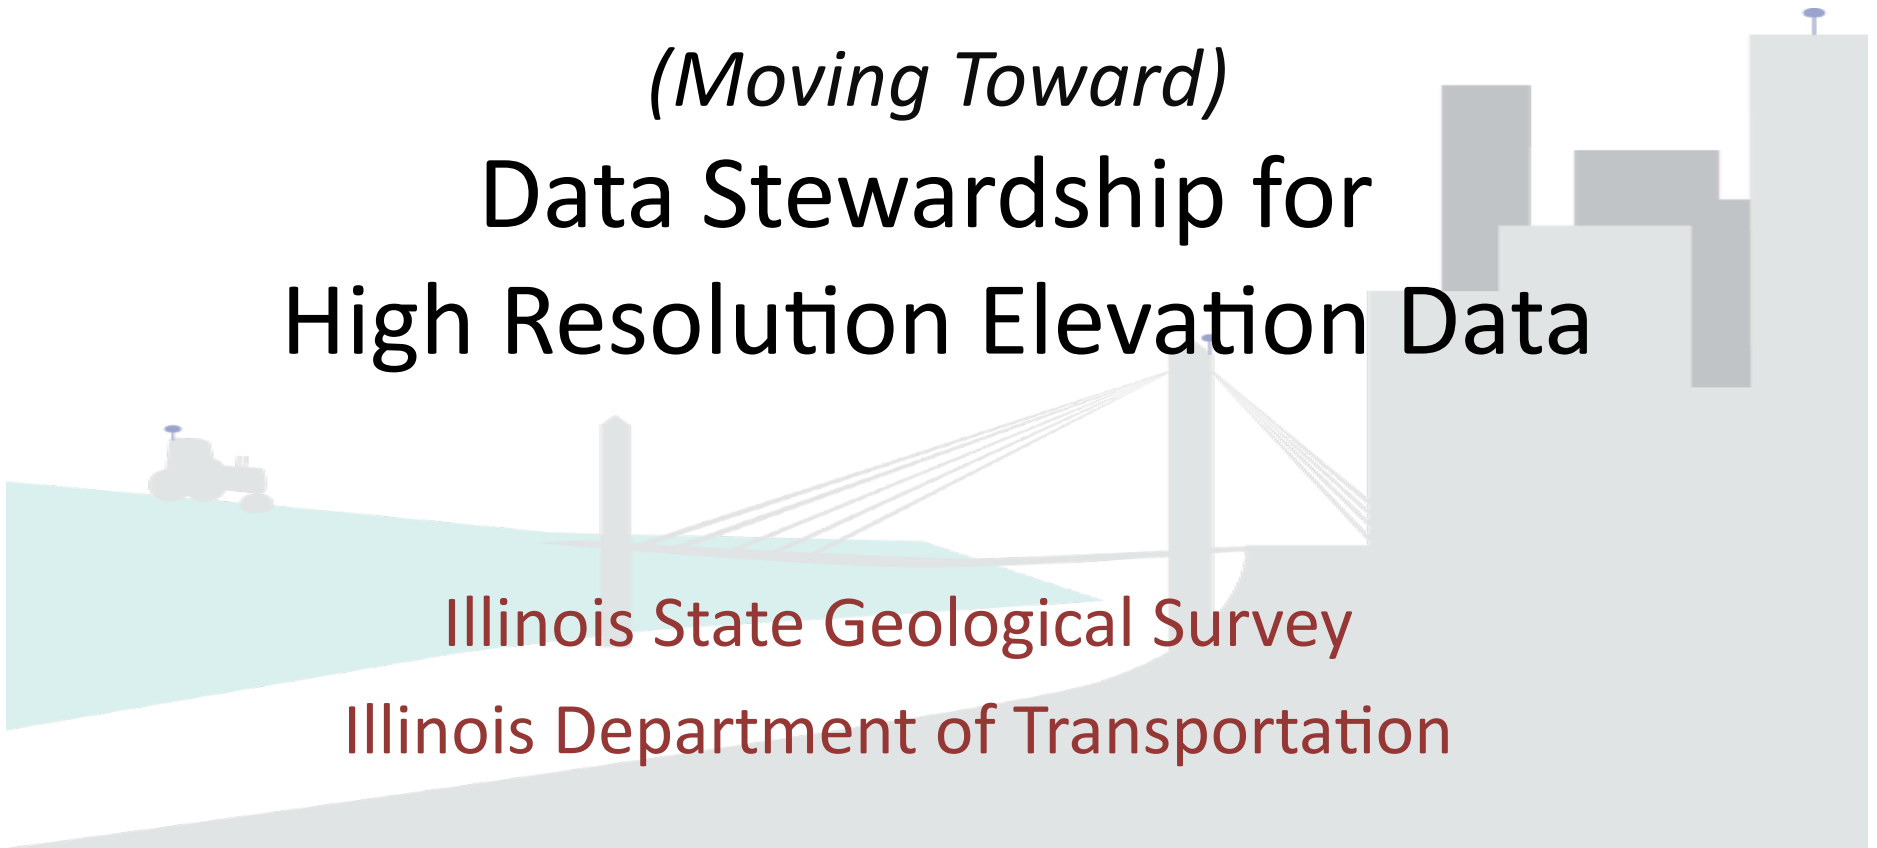 (Moving Toward)
Data Stewardship for
High Resolution Elevation Data
Illinois State Geological Survey
Illinois Department of Transportation